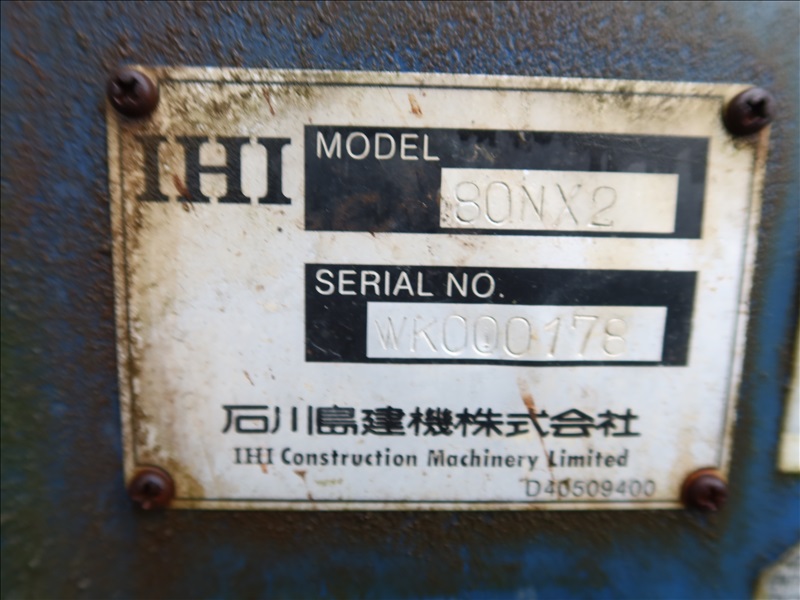 IHI
MODEL
80NX2
SERIAL NO.
WK000178
石川島建機株式会社
IHI Construction Machinery Limited
D40509400